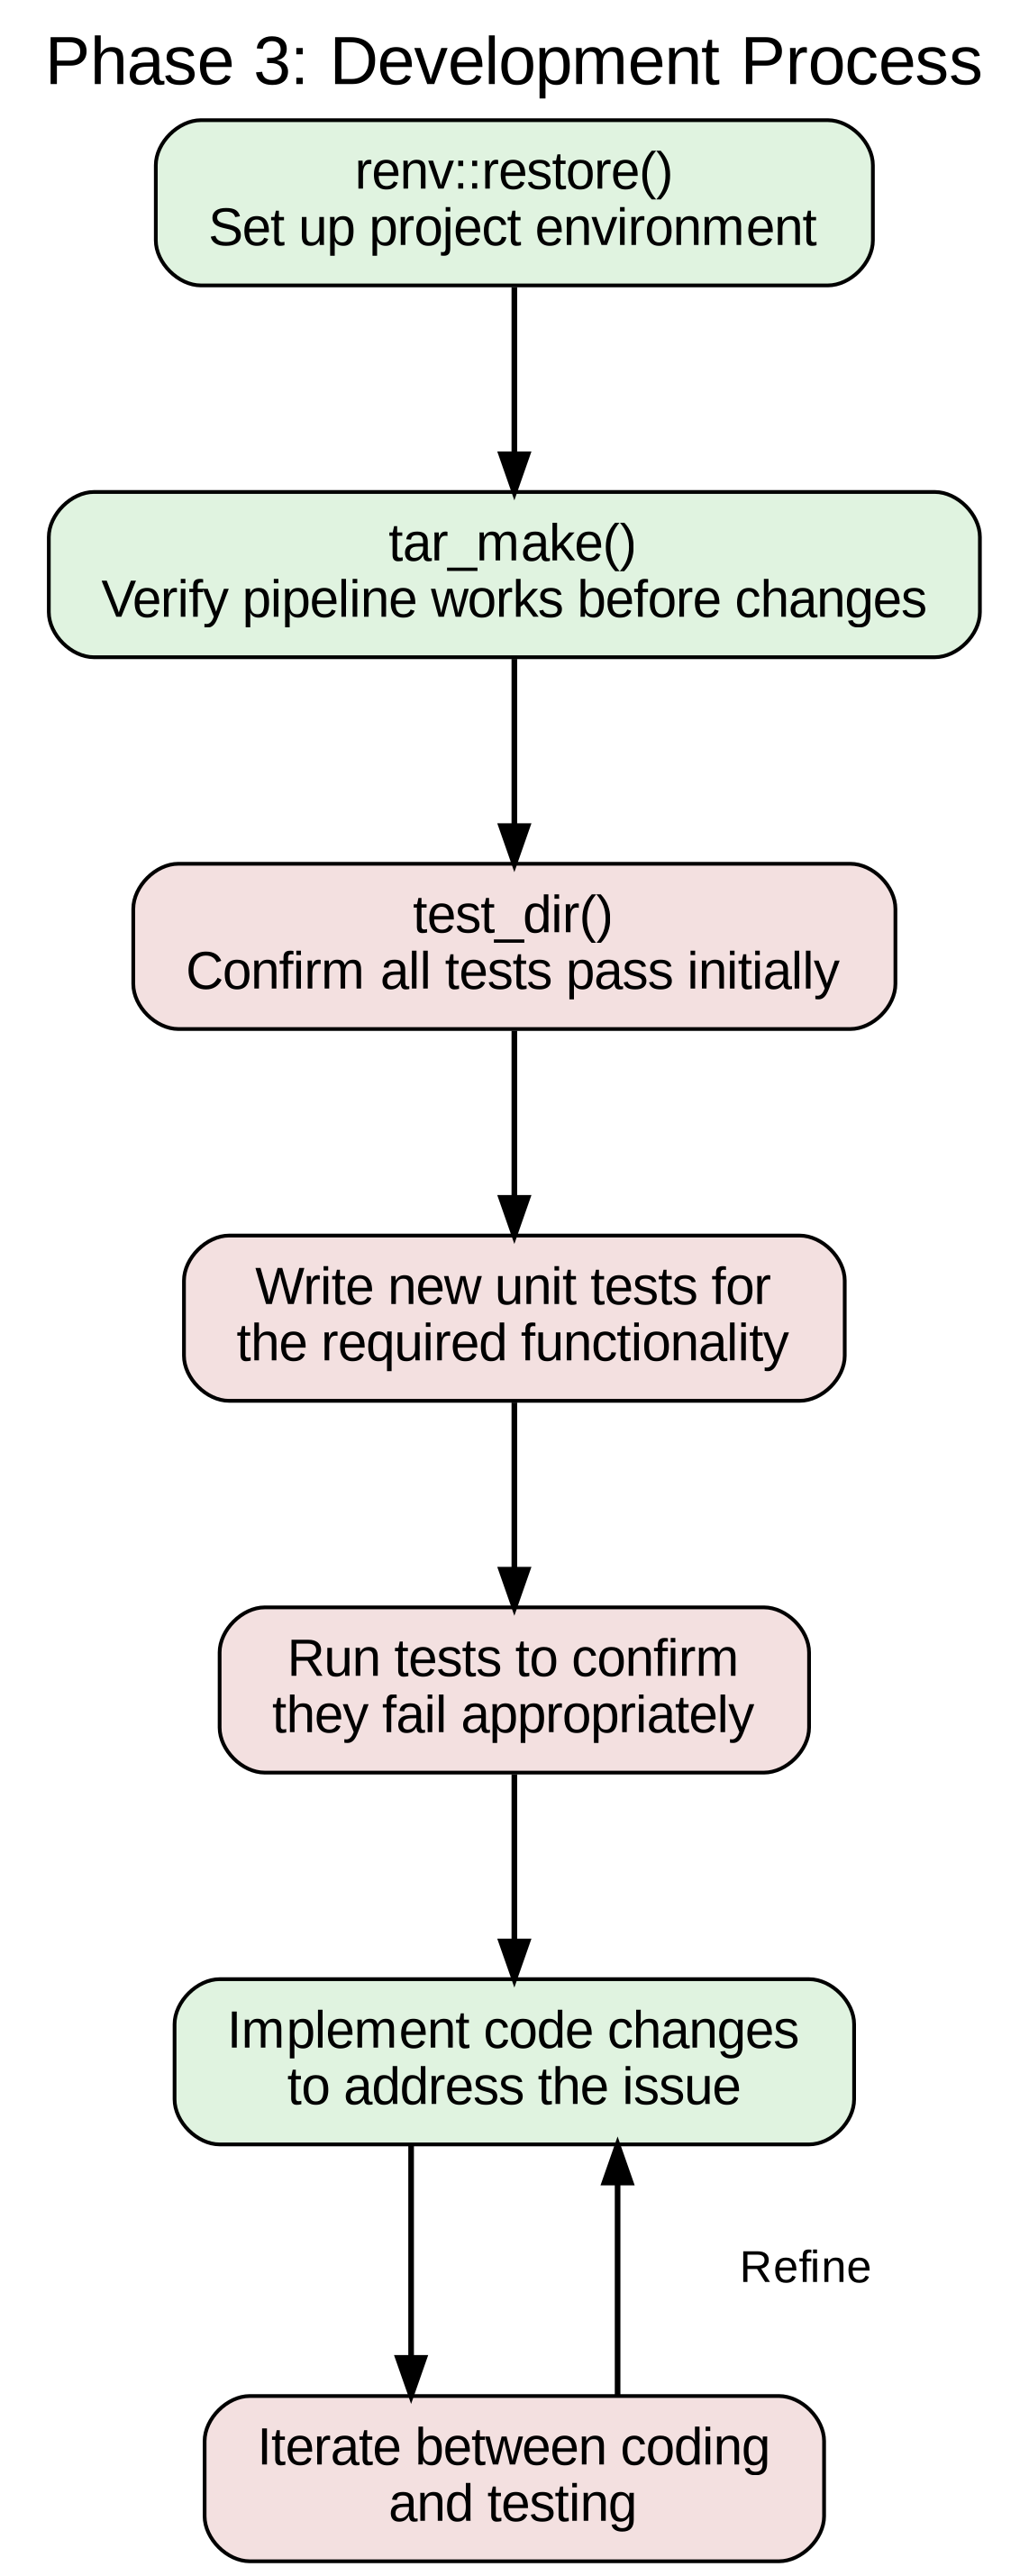 Phase 3: Development Process
renv::restore()
Set up project environment
tar_make()
Verify pipeline works before changes
test_dir()
Confirm all tests pass initially
Write new unit tests for
the required functionality
Run tests to confirm
they fail appropriately
Implement code changes
to address the issue
Refine
Iterate between coding
and testing